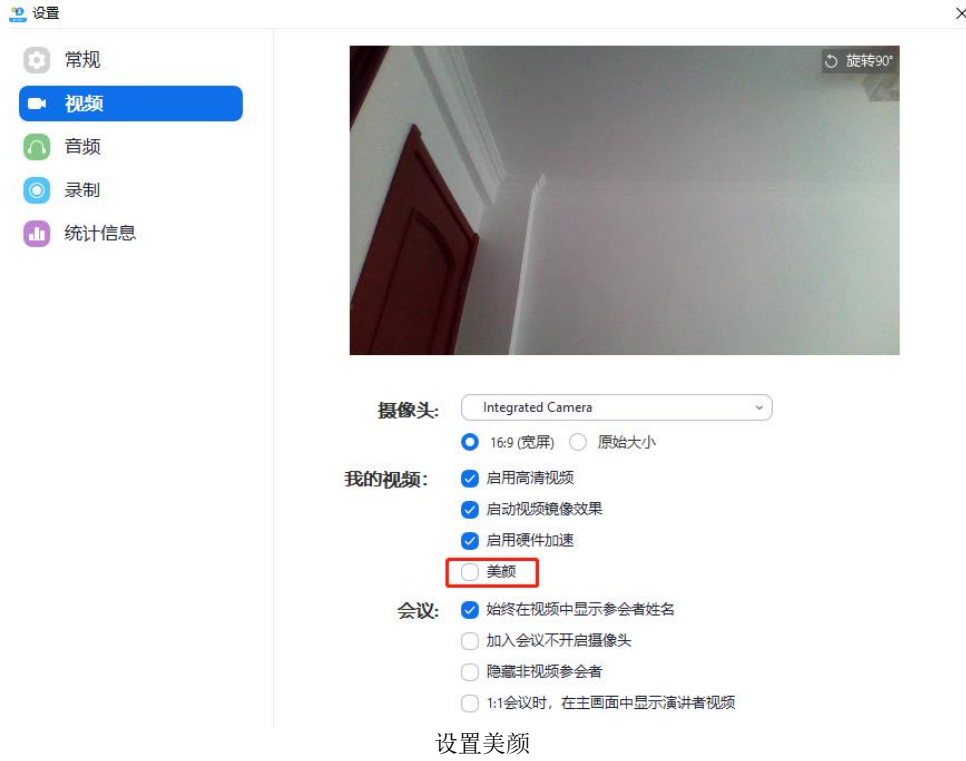 设置
常规
视频
音频
录制
统计信息
旋转90°
摄像头:
Integrated Camera
16:9 (宽屏) 原始大小
我的视频:
启用高清视频
启动视频镜像效果
启用硬件加速
美颜
会议:
始终在视频中显示参会者姓名
加入会议不开启摄像头
隐藏非视频参会者
1:1会议时，在主画面中显示演讲者视频
设置美颜